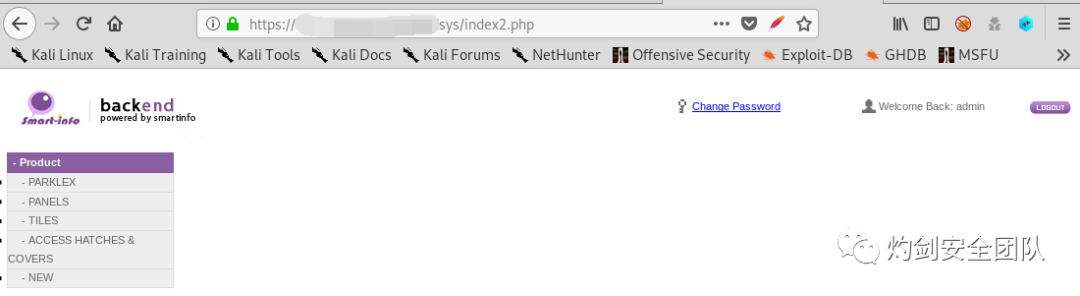 https://
sys/index2.php
Kali Linux Kali Training Kali Tools Kali Docs Kali Forums NetHunter Offensive Security Exploit-DB GHDB MSFU
Smart-info
backend
powered by smartinfo
Change Password
Welcome Back: admin
LOGOUT
- Product
- PARKLEX
- PANELS
- TILES
- ACCESS HATCHES &
COVERS
- NEW
灼剑安全团队